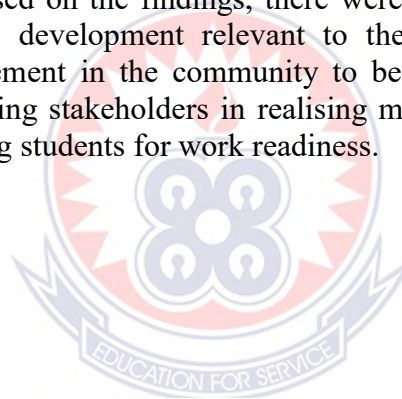 sed on the findings, there were
development relevant to the
ement in the community to be
ing stakeholders in realising m
g students for work readiness.
EDUCATION FOR SERVICE